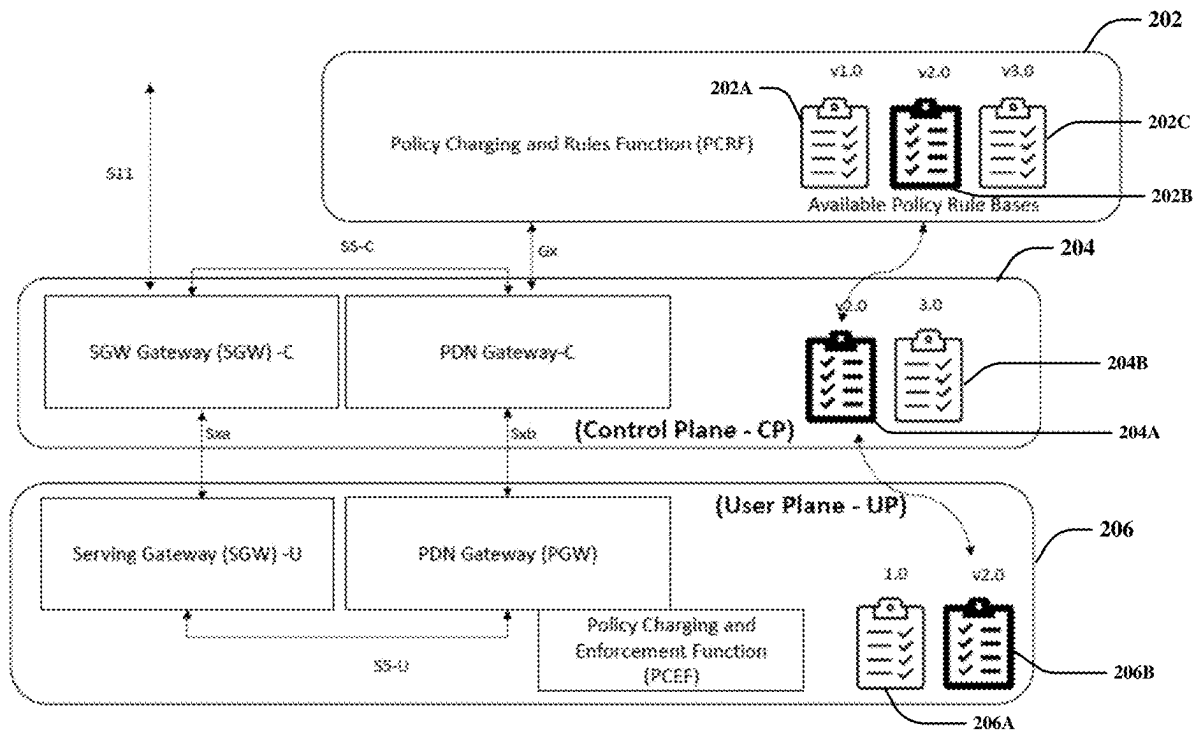 202
v1.0 v2.0 v3.0
202A
202C
Policy Charging and Rules Function (PCRF)
S11
202B
Available Policy Rule Bases
S5-C
Gx
204
3.0
SGW Gateway (SGW) -C
PDN Gateway-C
204B
204A
(Control Plane - CP)
Sxa
Sxb
(User Plane - UP)
206
Serving Gateway (SGW) -U
PDN Gateway (PGW)
1.0 v2.0
Policy Charging and
Enforcement Function
(PCEF)
S5-U
206B
206A